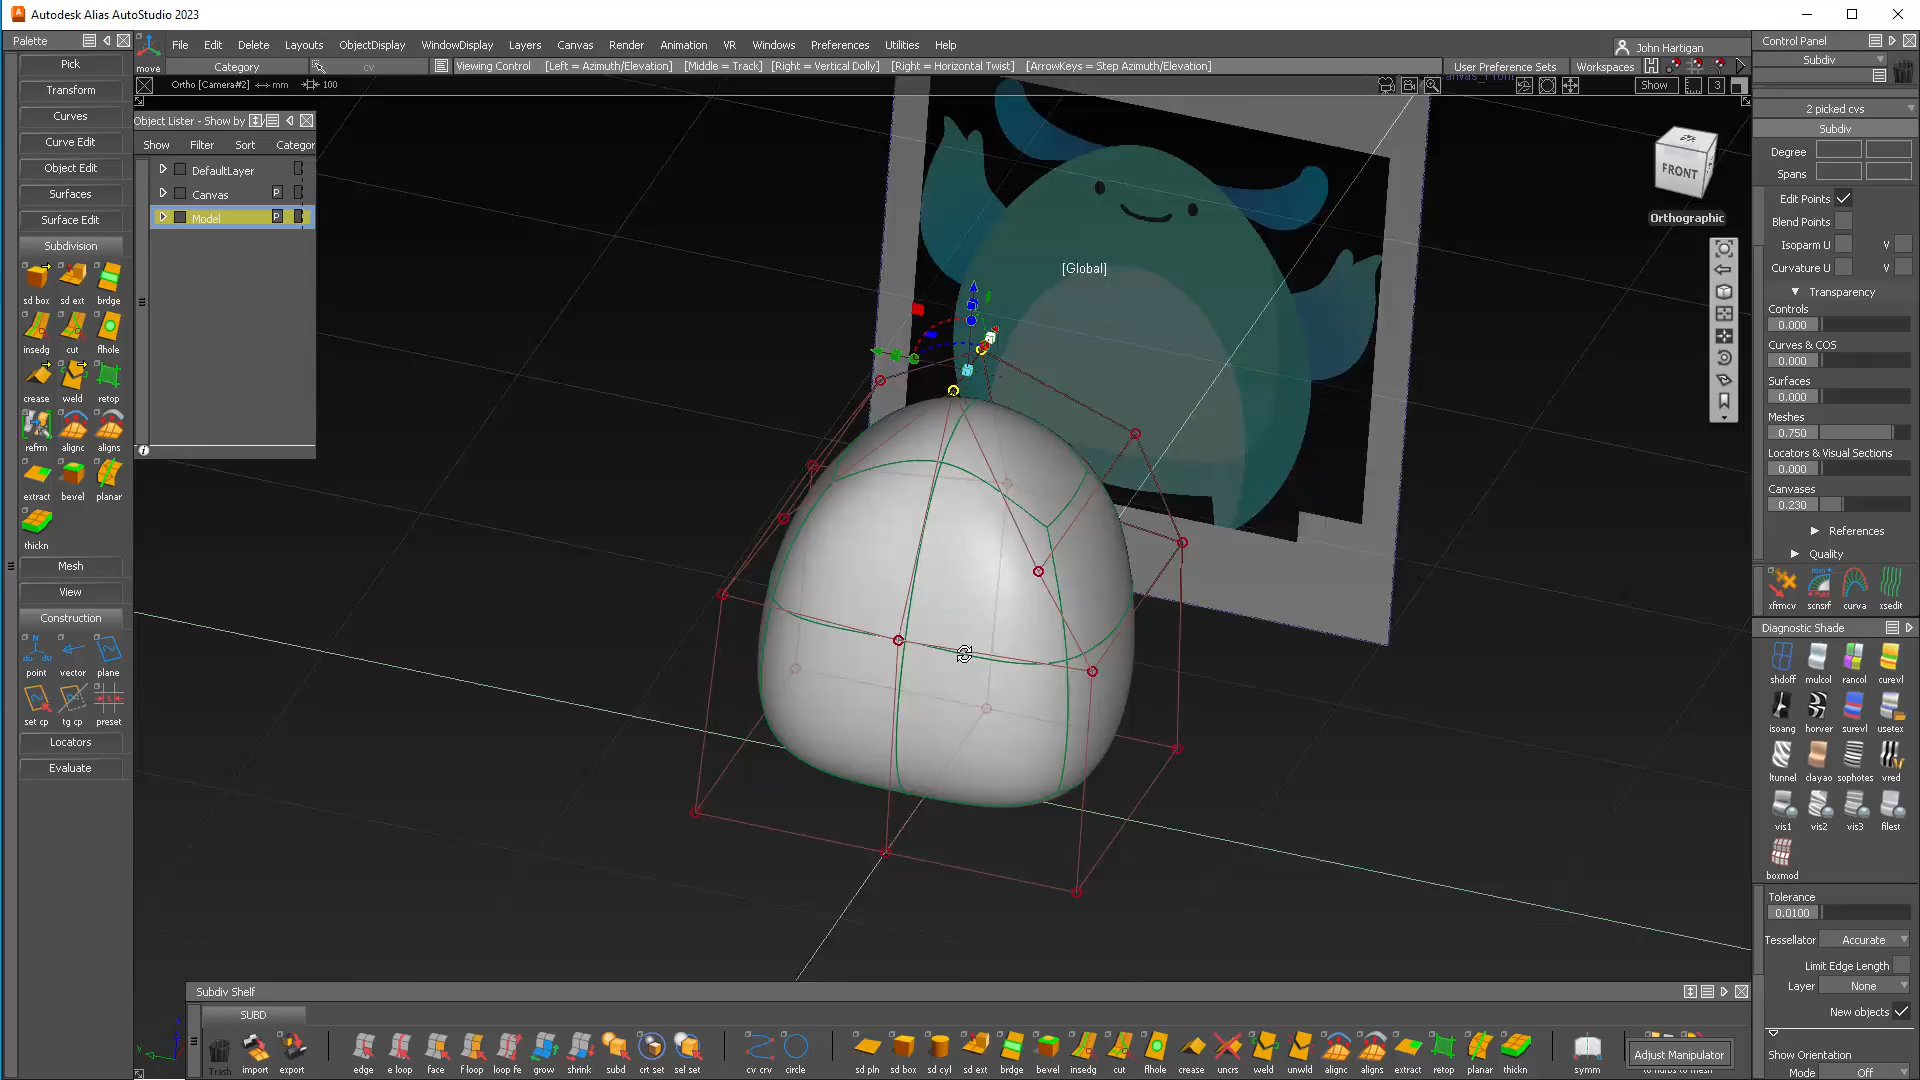 Autodesk Alias AutoStudio 2023
Palette
File Edit Delete Layouts ObjectDisplay WindowDisplay Layers Canvas Render Animation VR Windows Preferences Utilities Help
John Hartigan
Control Panel
move
Category
cv
Viewing Control [Left = Azimuth/Elevation] [Middle = Track] [Right = Vertical Dolly] [Right = Horizontal Twist] [ArrowKeys = Step Azimuth/Elevation]
User Preference Sets
Workspaces
Subdiv
Ortho [Camera#2] <-> mm 100
Show
3
Pick
Transform
Curves
Curve Edit
Object Edit
Surfaces
Surface Edit
Subdivision
sd box sd ext brdge
insedg cut flhole
crease weld retop
refrm alignc aligns
extract bevel planar
thickn
Mesh
View
Construction
point vector plane
set cp tg cp preset
Locators
Evaluate
Object Lister - Show by
Show Filter Sort Categor
DefaultLayer
Canvas P
Model P
[Global]
FRONT
Orthographic
2 picked cvs
Subdiv
Degree
Spans
Edit Points
Blend Points
Isoparm U V
Curvature U V
Transparency
Controls
0.000
Curves & COS
0.000
Surfaces
0.000
Meshes
0.750
Locators & Visual Sections
0.000
Canvases
0.230
References
Quality
xfrmcv scnsrf curva xsedit
Diagnostic Shade
shdoff mulcol rancol curevl
isoang horver surevl usetex
ltunnel clayao sophotes vred
vis1 vis2 vis3 filest
boxmod
Tolerance
0.0100
Tessellator Accurate
Limit Edge Length
Layer None
New objects
Show Orientation
Mode Off
Subdiv Shelf
SUBD
Trash import export edge e loop face f loop loop fe grow shrink subd crt set sel set cv crv circle sd pln sd box sd cyl sd ext brdge bevel insedg cut flhole crease uncrs weld unwld alignc aligns extract retop planar thickn symm
Adjust Manipulator